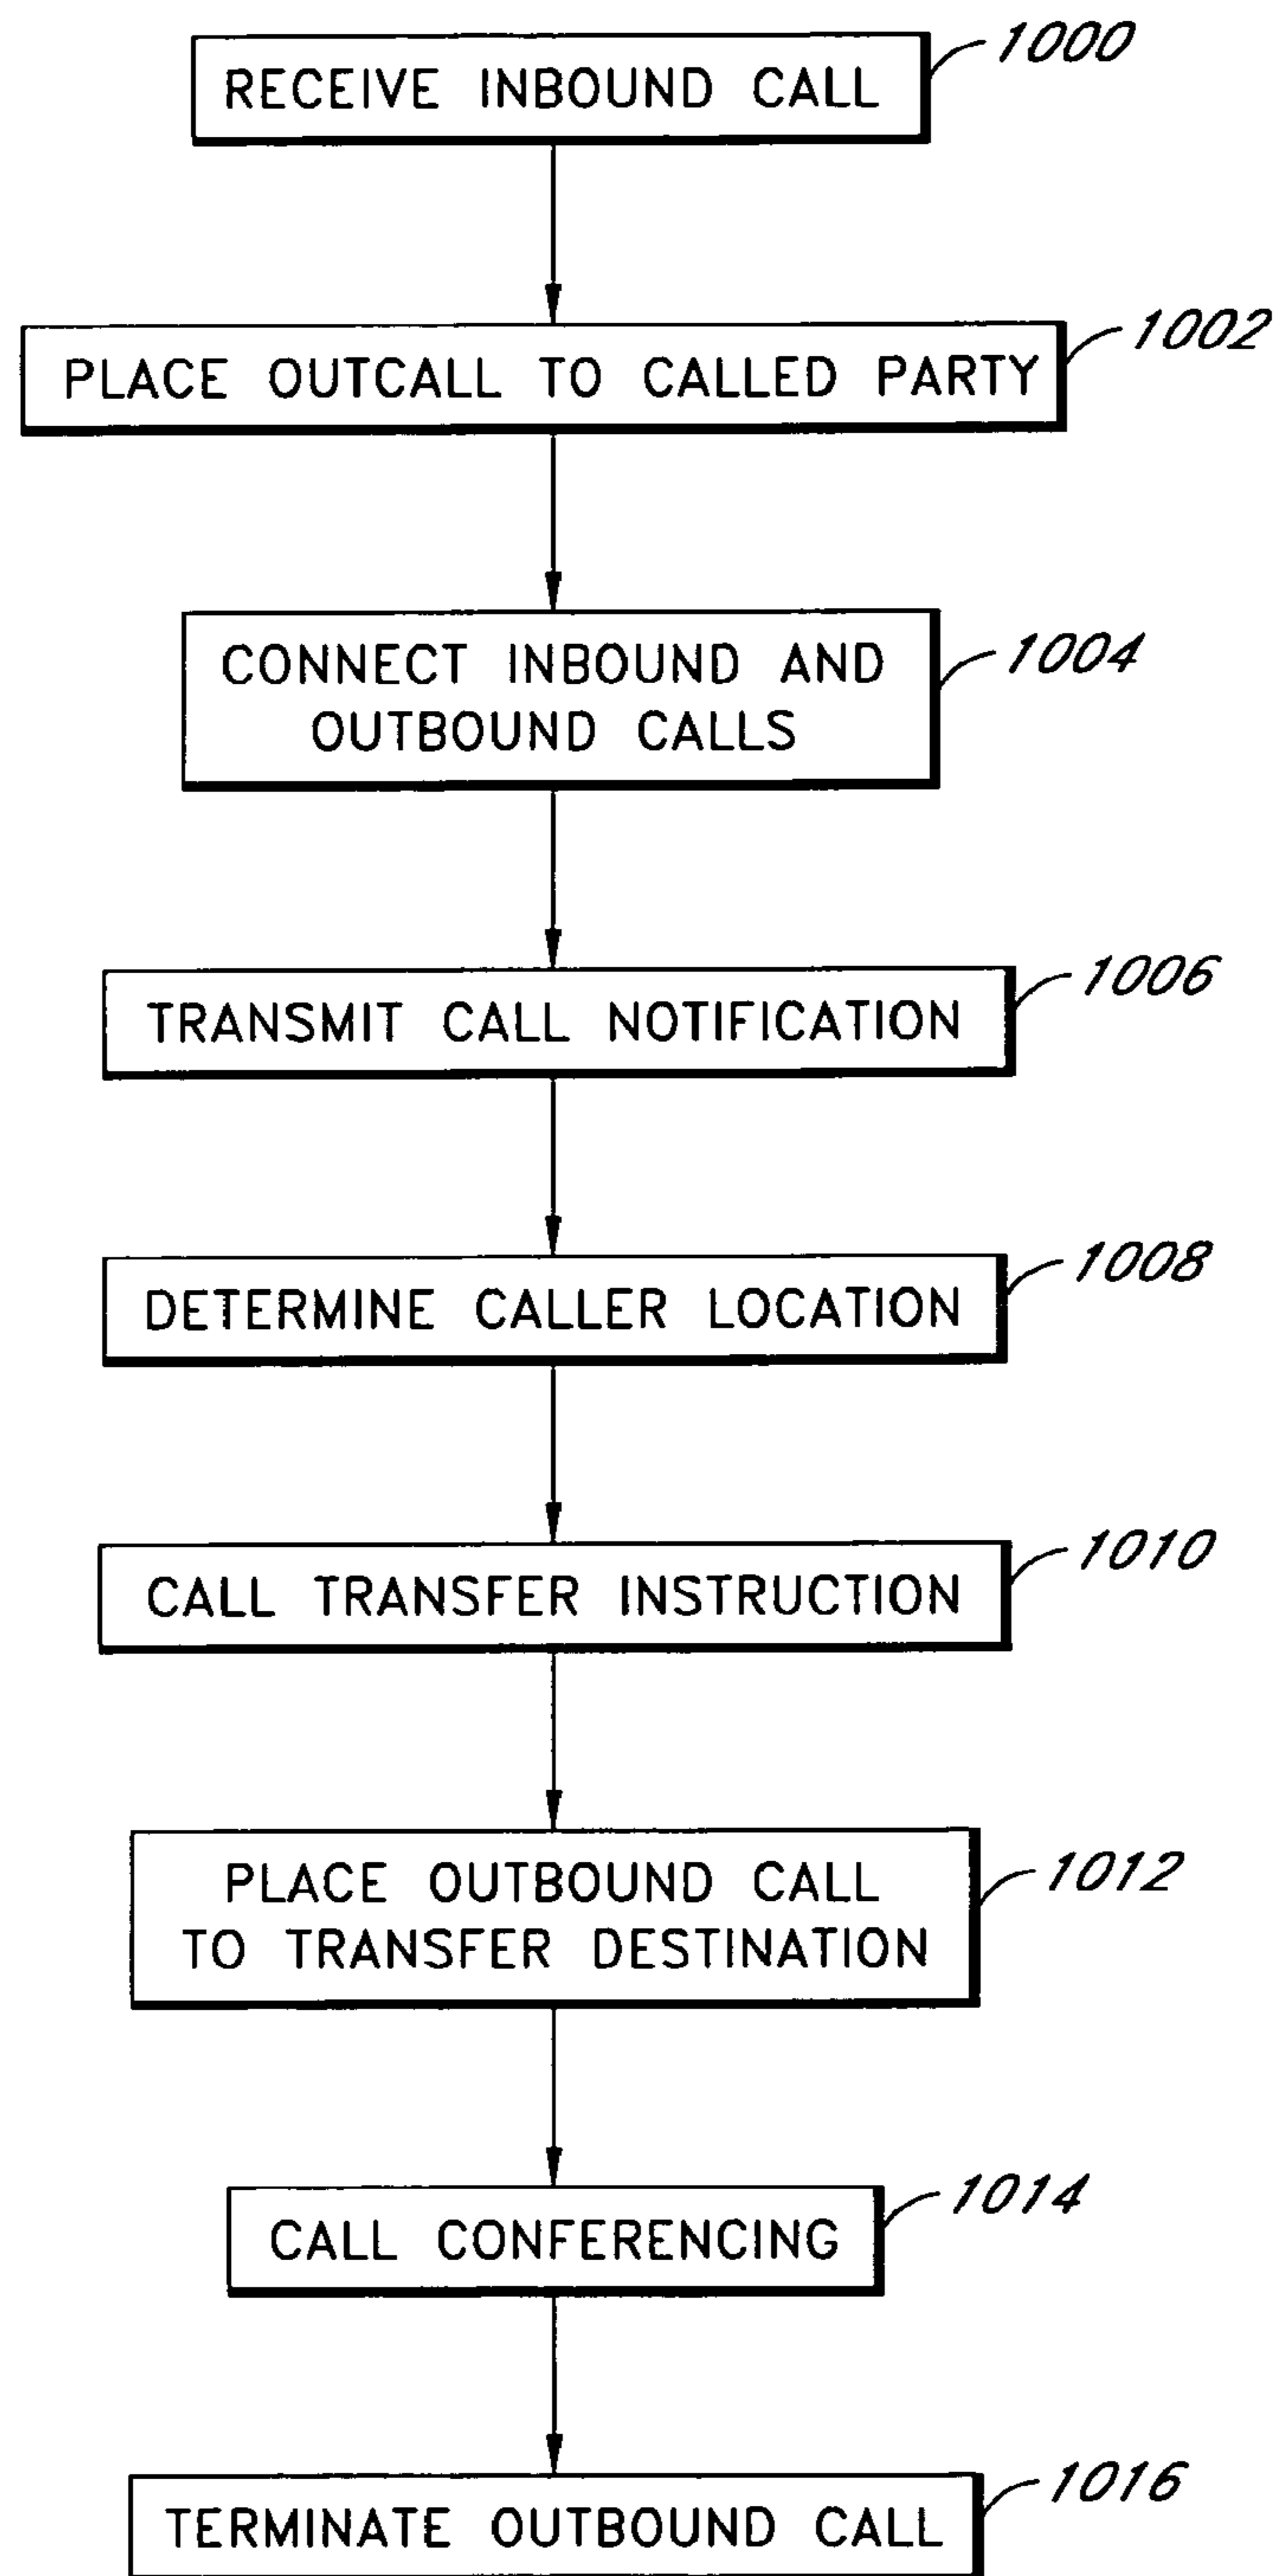 1000
RECEIVE INBOUND CALL
1002
PLACE OUTCALL TO CALLED PARTY
1004
CONNECT INBOUND AND
OUTBOUND CALLS
1006
TRANSMIT CALL NOTIFICATION
1008
DETERMINE CALLER LOCATION
1010
CALL TRANSFER INSTRUCTION
1012
PLACE OUTBOUND CALL
TO TRANSFER DESTINATION
1014
CALL CONFERENCING
1016
TERMINATE OUTBOUND CALL